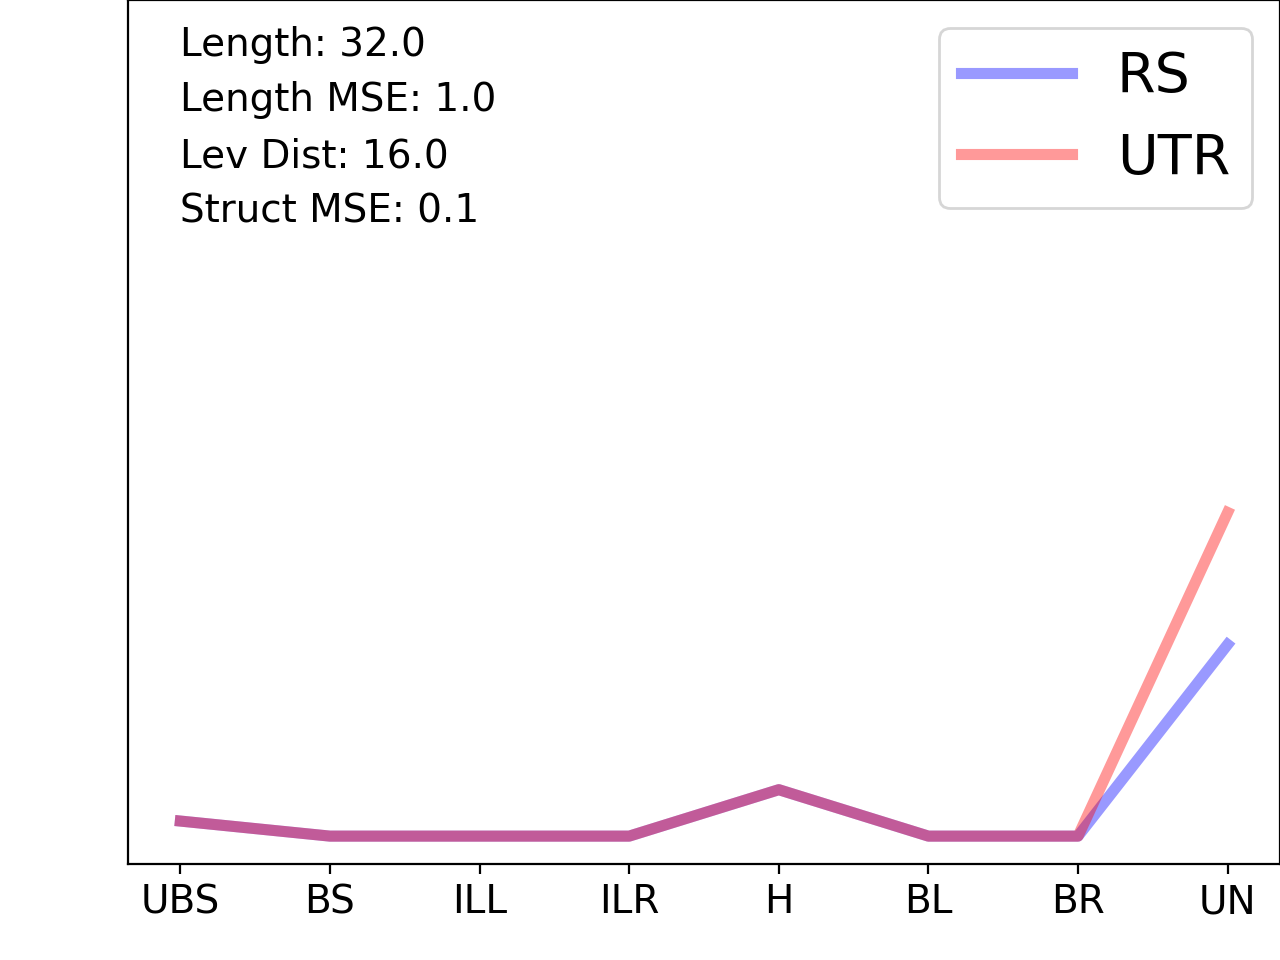 Length: 32.0
Length MSE: 1.0
Lev Dist: 16.0
Struct MSE: 0.1
RS
UTR
UBS BS ILL ILR H BL BR UN